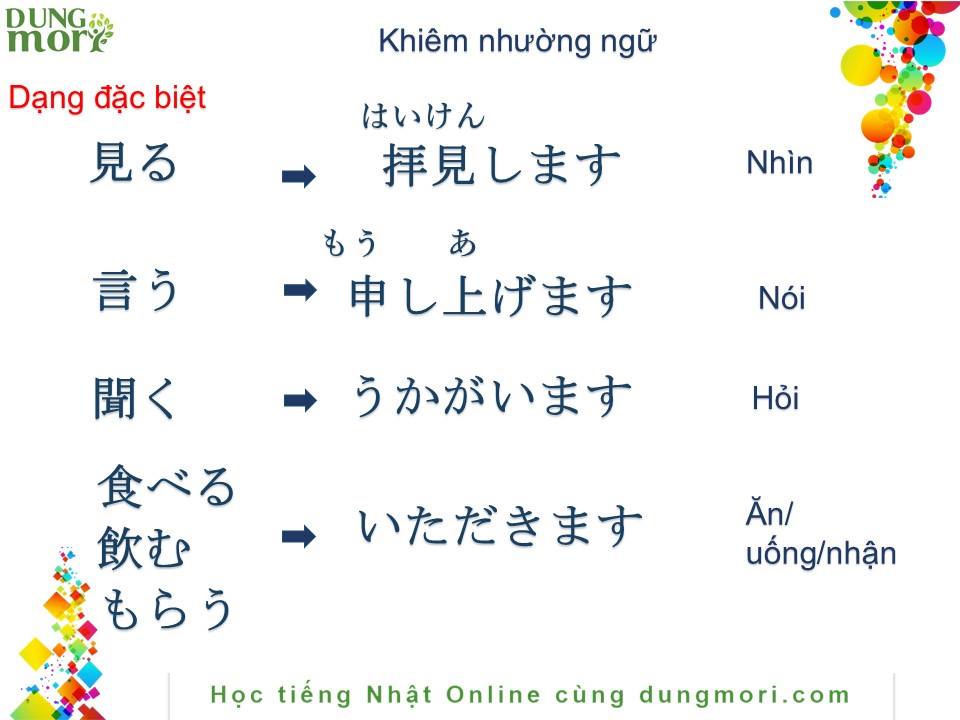 DUNG
mori
Khiêm nhường ngữ
Dạng đặc biệt
はいけん
見る ➡ 拝見します Nhìn
もう あ
言う ➡ 申し上げます Nói
聞く ➡ うかがいます Hỏi
食べる
飲む
もらう
➡ いただきます
Ăn/
uống/nhận
Học tiếng Nhật Online cùng dungmori.com